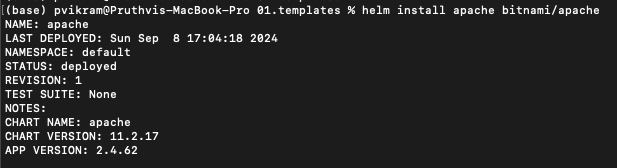 (base) pvikram@Pruthvis-MacBook-Pro 01.templates % helm install apache bitnami/apache
NAME: apache
LAST DEPLOYED: Sun Sep  8 17:04:18 2024
NAMESPACE: default
STATUS: deployed
REVISION: 1
TEST SUITE: None
NOTES:
CHART NAME: apache
CHART VERSION: 11.2.17
APP VERSION: 2.4.62